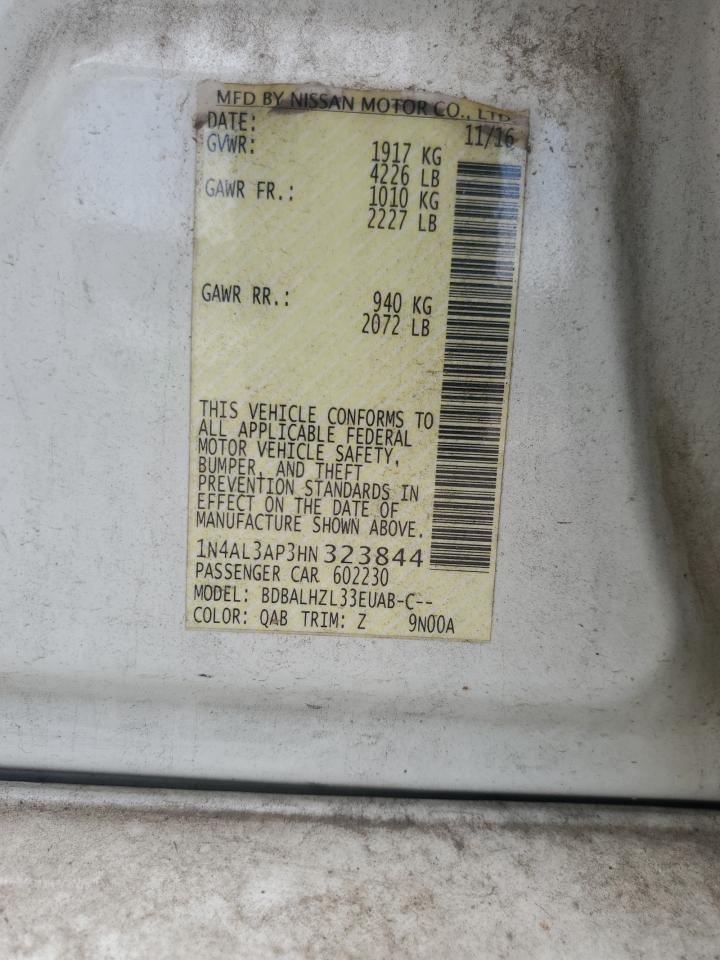 MFD BY NISSAN MOTOR CO., LTD
DATE: 11/16
GVWR: 1917 KG
4226 LB
GAWR FR.: 1010 KG
2227 LB
GAWR RR.: 940 KG
2072 LB
THIS VEHICLE CONFORMS TO
ALL APPLICABLE FEDERAL
MOTOR VEHICLE SAFETY,
BUMPER, AND THEFT
PREVENTION STANDARDS IN
EFFECT ON THE DATE OF
MANUFACTURE SHOWN ABOVE.
1N4AL3AP3HN323844
PASSENGER CAR 602230
MODEL: BDBALHZL33EUAB-C--
COLOR: QAB TRIM: Z 9N00A